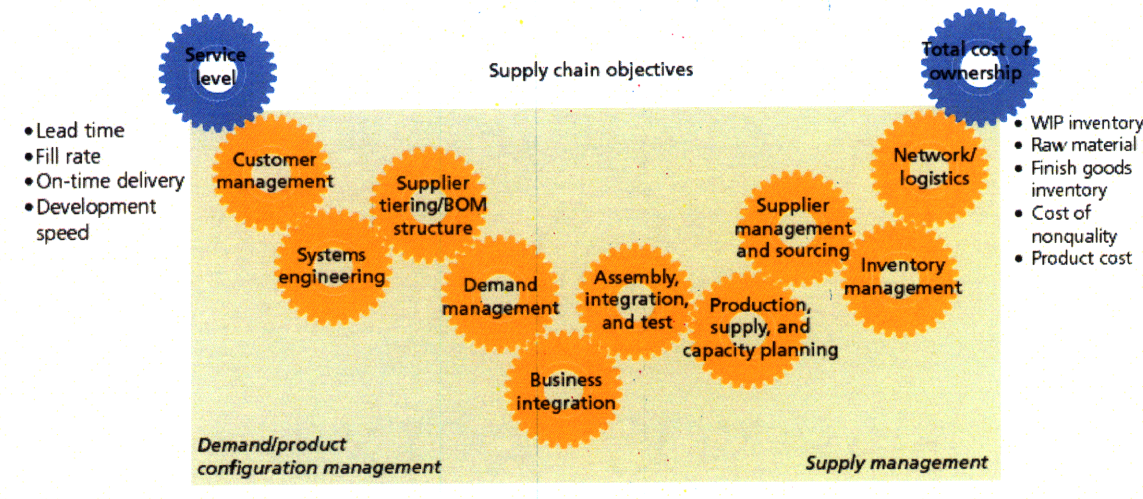 Service
level
Supply chain objectives
Total cost of
ownership
• Lead time
• Fill rate
• On-time delivery
• Development
speed
Customer
management
Systems
engineering
Supplier
tiering/BOM
structure
Demand
management
Business
integration
Assembly,
integration,
and test
Production,
supply, and
capacity planning
Supplier
management
and sourcing
Inventory
management
Network/
logistics
• WIP inventory
• Raw material
• Finish goods
inventory
• Cost of
nonquality
• Product cost
Demand/product
configuration management
Supply management